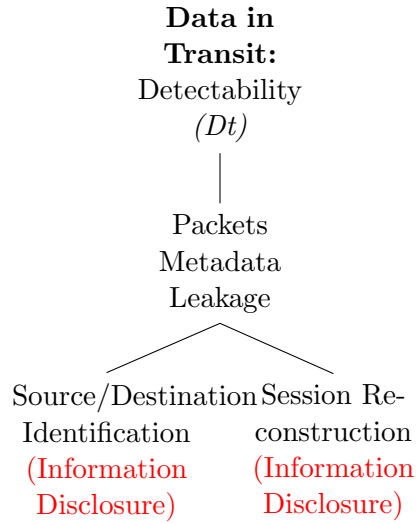 Data in
Transit:
Detectability
(Dt)
Packets
Metadata
Leakage
Source/Destination
Identification
(Information
Disclosure)
Session Re-
construction
(Information
Disclosure)